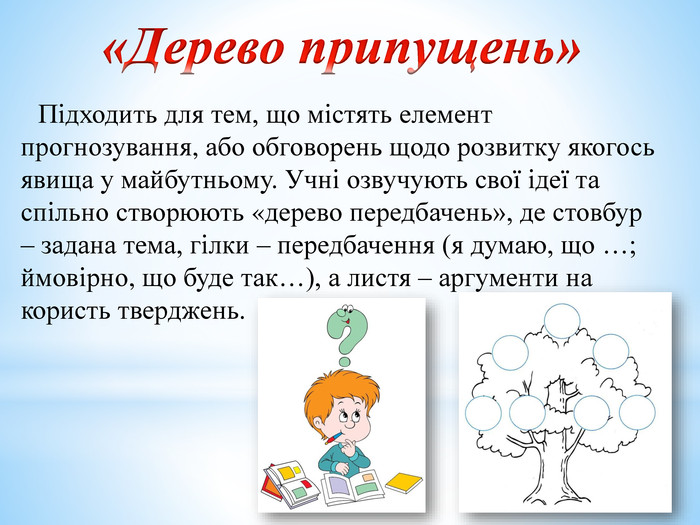 «Дерево припущень»
Підходить для тем, що містять елемент
прогнозування, або обговорень щодо розвитку якогось
явища у майбутньому. Учні озвучують свої ідеї та
спільно створюють «дерево передбачень», де стовбур
– задана тема, гілки – передбачення (я думаю, що …;
ймовірно, що буде так…), а листя – аргументи на
користь тверджень.